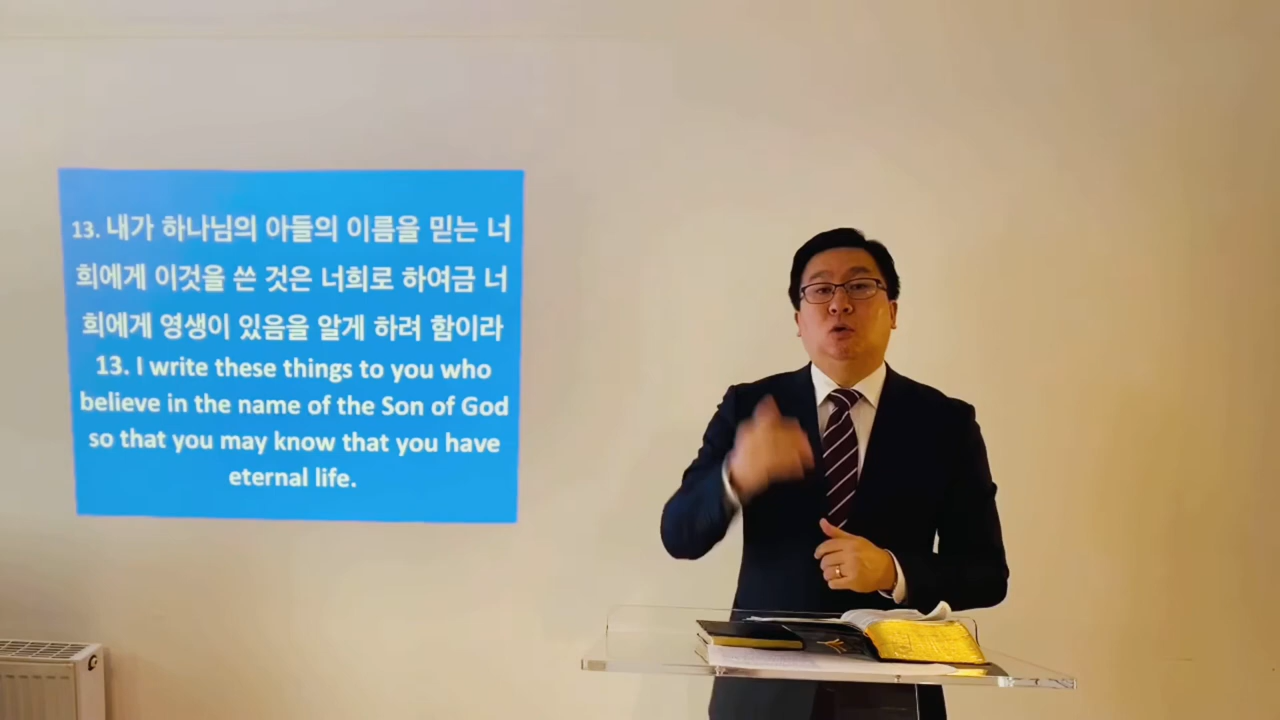 13. 내가 하나님의 아들의 이름을 믿는 너
희에게 이것을 쓴 것은 너희로 하여금 너
희에게 영생이 있음을 알게 하려 함이라
13. I write these things to you who
believe in the name of the Son of God
so that you may know that you have
eternal life.